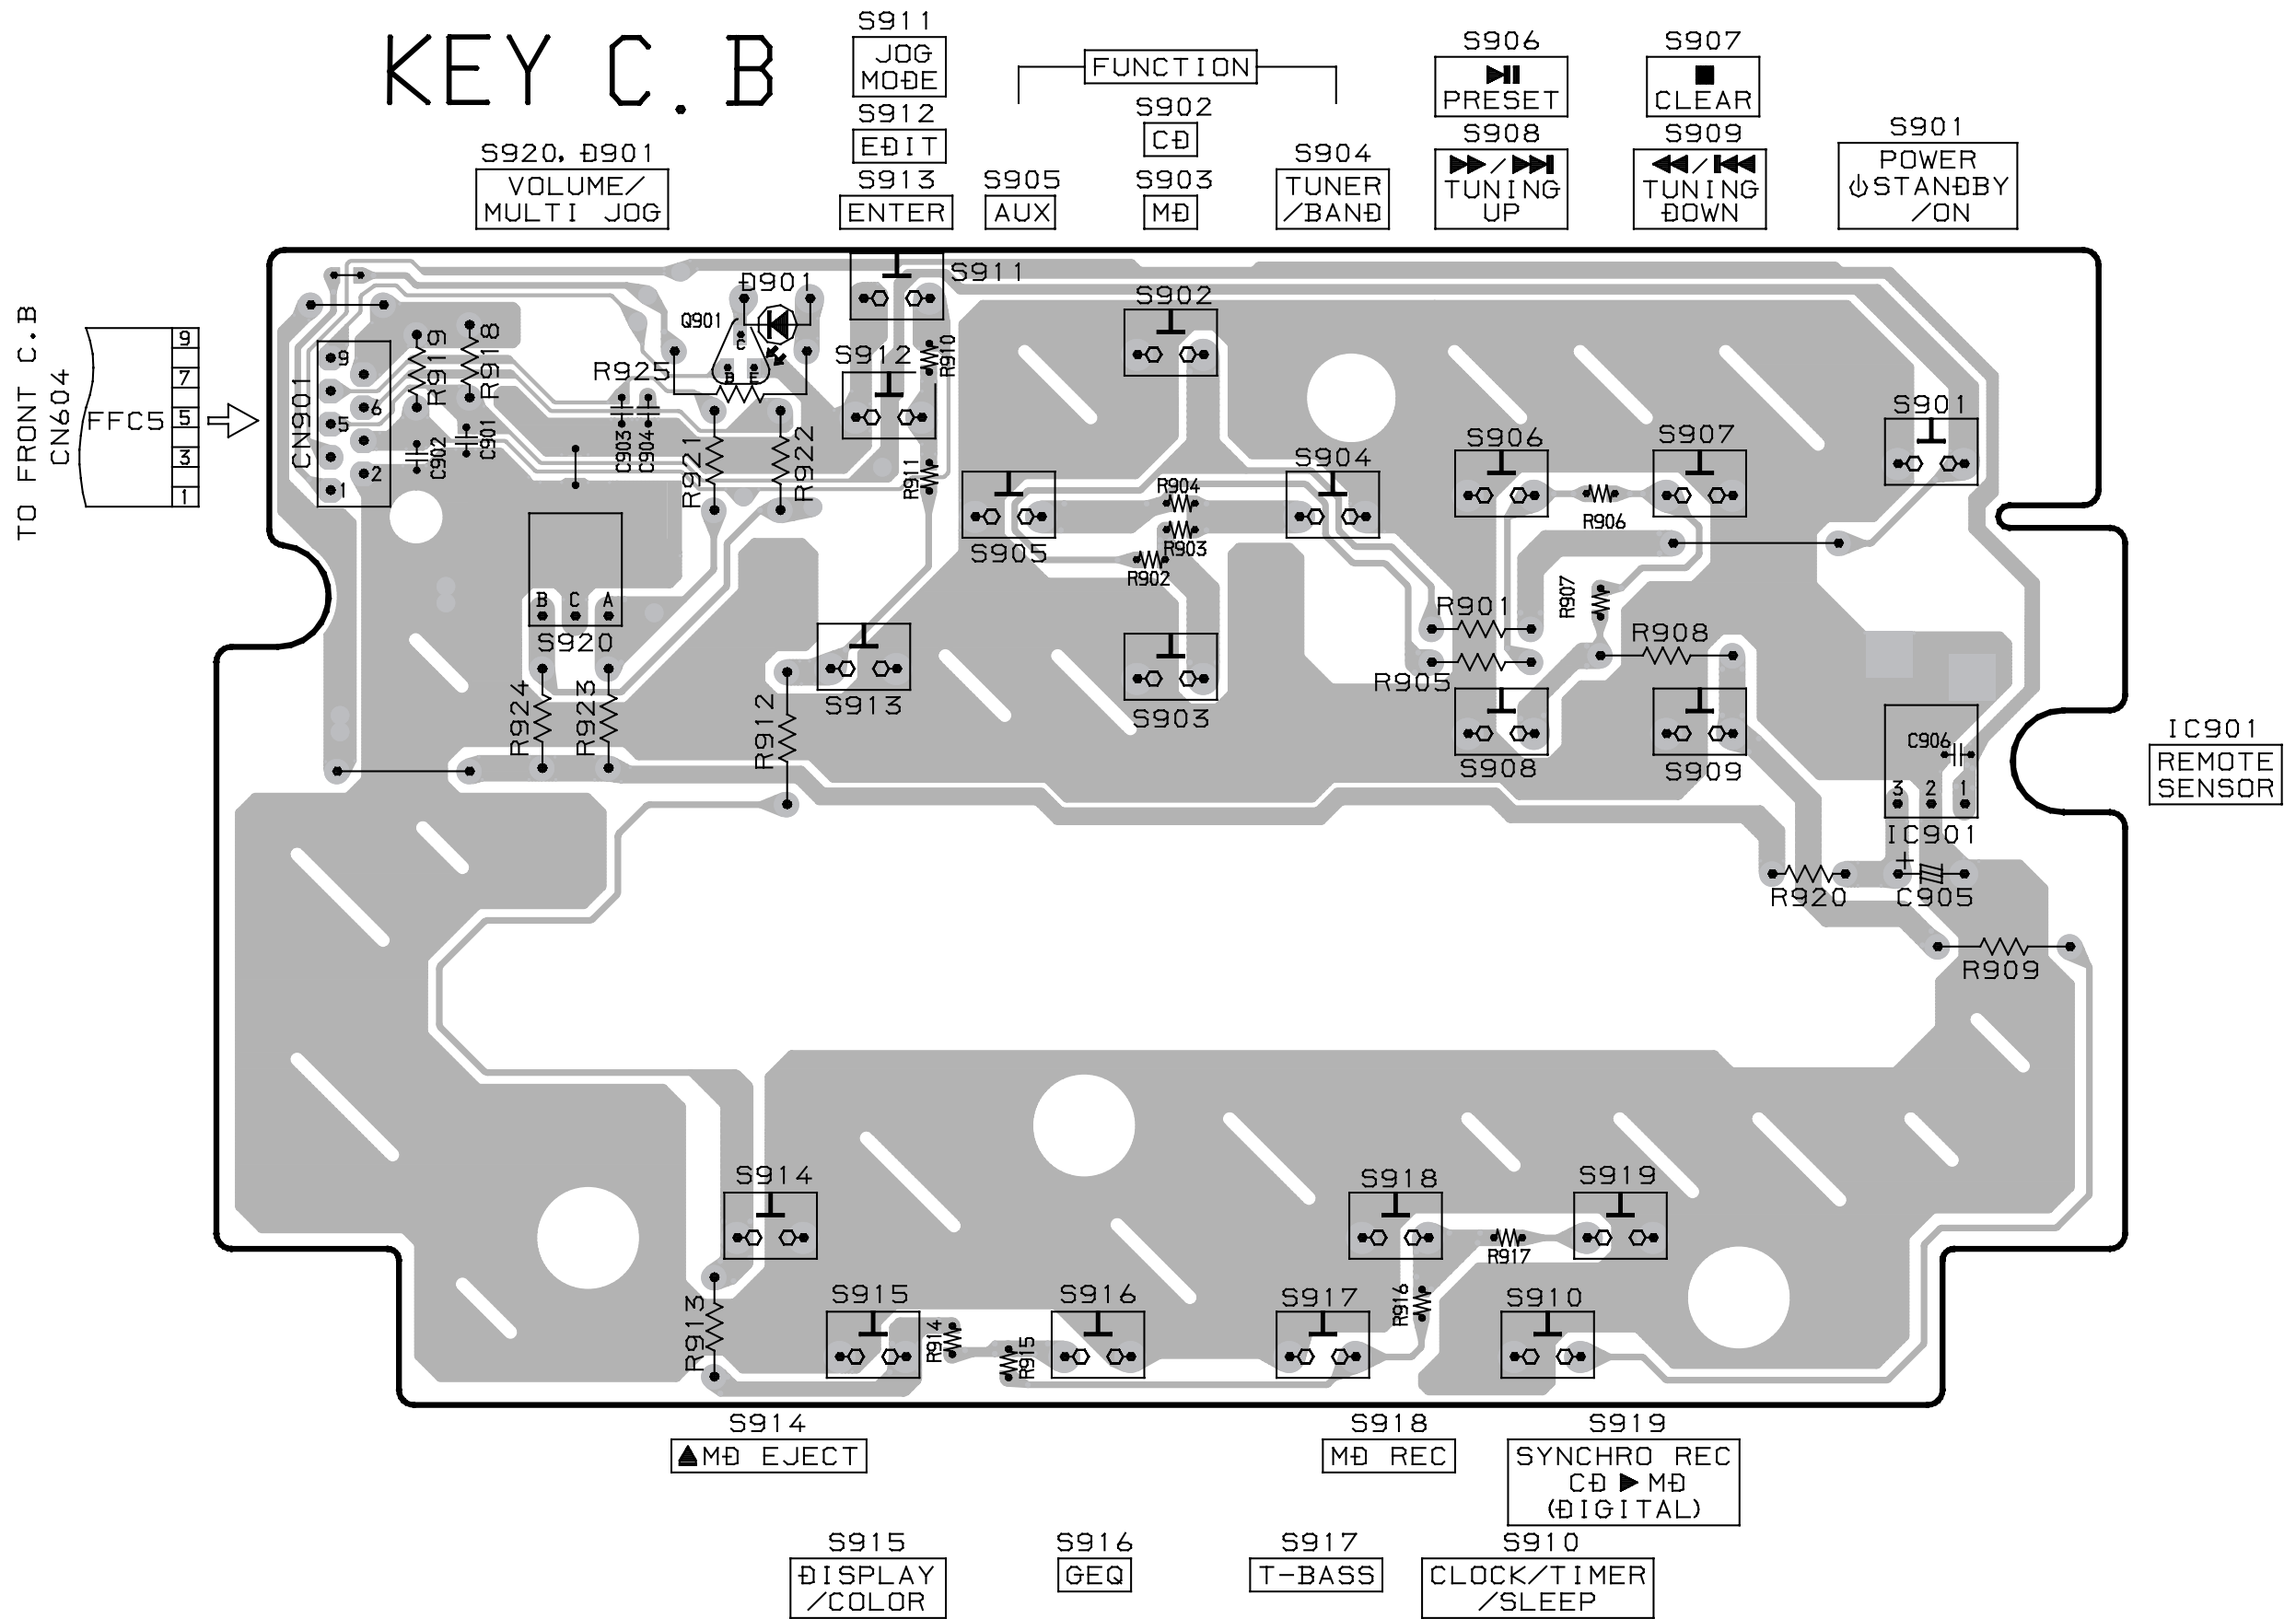 KEY C.B
S911
JOG
MODE
S912
EDIT
S913
ENTER
S920, D901
VOLUME/
MULTI JOG
FUNCTION
S902
CD
S903
MD
S905
AUX
S904
TUNER
/BAND
S906
PRESET
S908
/
TUNING
UP
S907
CLEAR
S909
/
TUNING
DOWN
S901
POWER
STANDBY
/ON
TO FRONT C.B
CN604
FFC5
9
7
5
3
1
CN901
9
6
5
2
1
R919
R918
C902
C901
R925
C903
C904
Q901
C
B
E
D901
S911
S912
R910
R911
R921
R922
S902
S905
S904
R904
R903
R902
S906
S907
R906
S901
B
C
A
S920
R924
R923
R912
S913
S903
R901
R905
R907
R908
S908
S909
C906
3
2
1
IC901
IC901
REMOTE
SENSOR
R920
C905
+
R909
S914
R913
S915
R914
R915
S916
S917
R916
S918
R917
S919
S910
S914
MD EJECT
S918
MD REC
S919
SYNCHRO REC
CD ▶ MD
(DIGITAL)
S915
DISPLAY
/COLOR
S916
GEQ
S917
T-BASS
S910
CLOCK/TIMER
/SLEEP